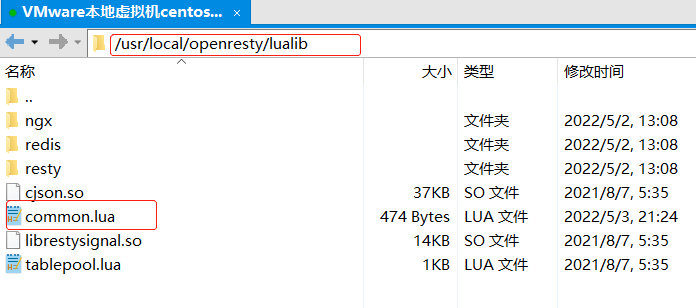 VMware本地虚拟机centos... ×
/usr/local/openresty/lualib
名称 大小 类型 修改时间
..
ngx 文件夹 2022/5/2, 13:08
redis 文件夹 2022/5/2, 13:08
resty 文件夹 2022/5/2, 13:08
cjson.so 37KB SO 文件 2021/8/7, 5:35
common.lua 474 Bytes LUA 文件 2022/5/3, 21:24
librestysignal.so 14KB SO 文件 2021/8/7, 5:35
tablepool.lua 1KB LUA 文件 2021/8/7, 5:35